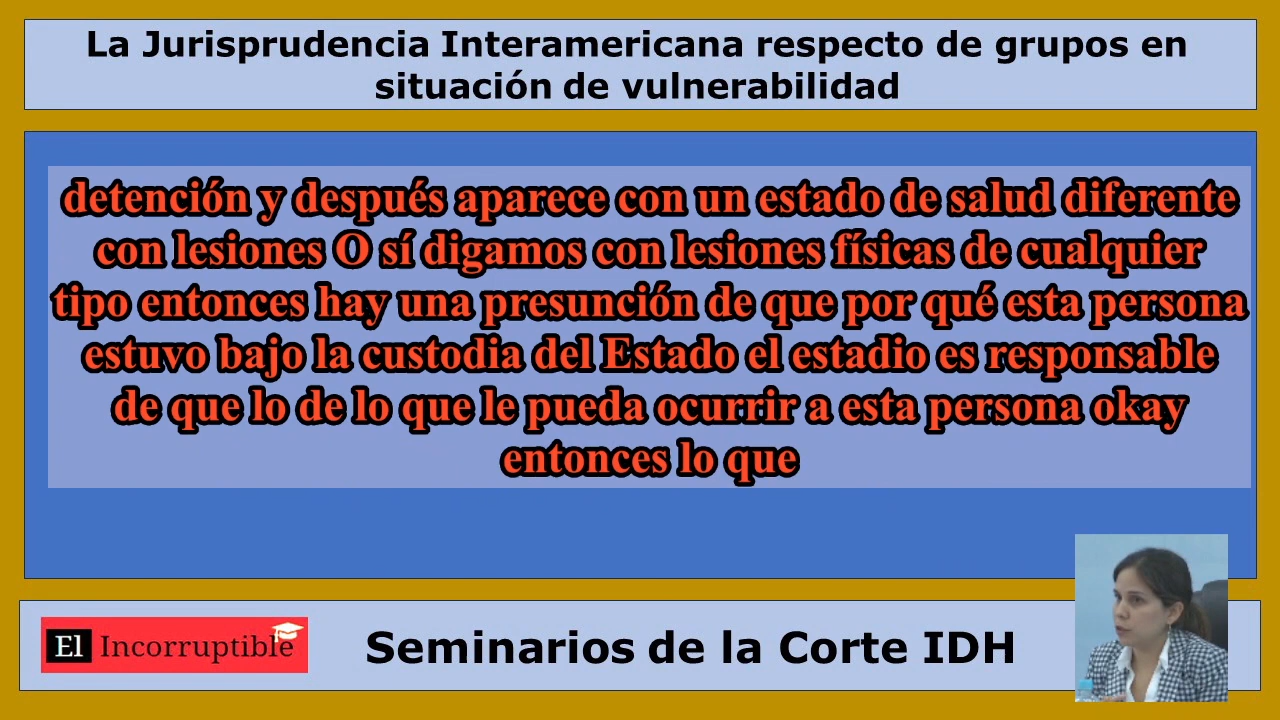 La Jurisprudencia Interamericana respecto de grupos en
situación de vulnerabilidad
detención y después aparece con un estado de salud diferente
con lesiones O sí digamos con lesiones físicas de cualquier
tipo entonces hay una presunción de que por qué esta persona
estuvo bajo la custodia del Estado el estadio es responsable
de que lo de lo que le pueda ocurrir a esta persona okay
entonces lo que
El Incorruptible
Seminarios de la Corte IDH